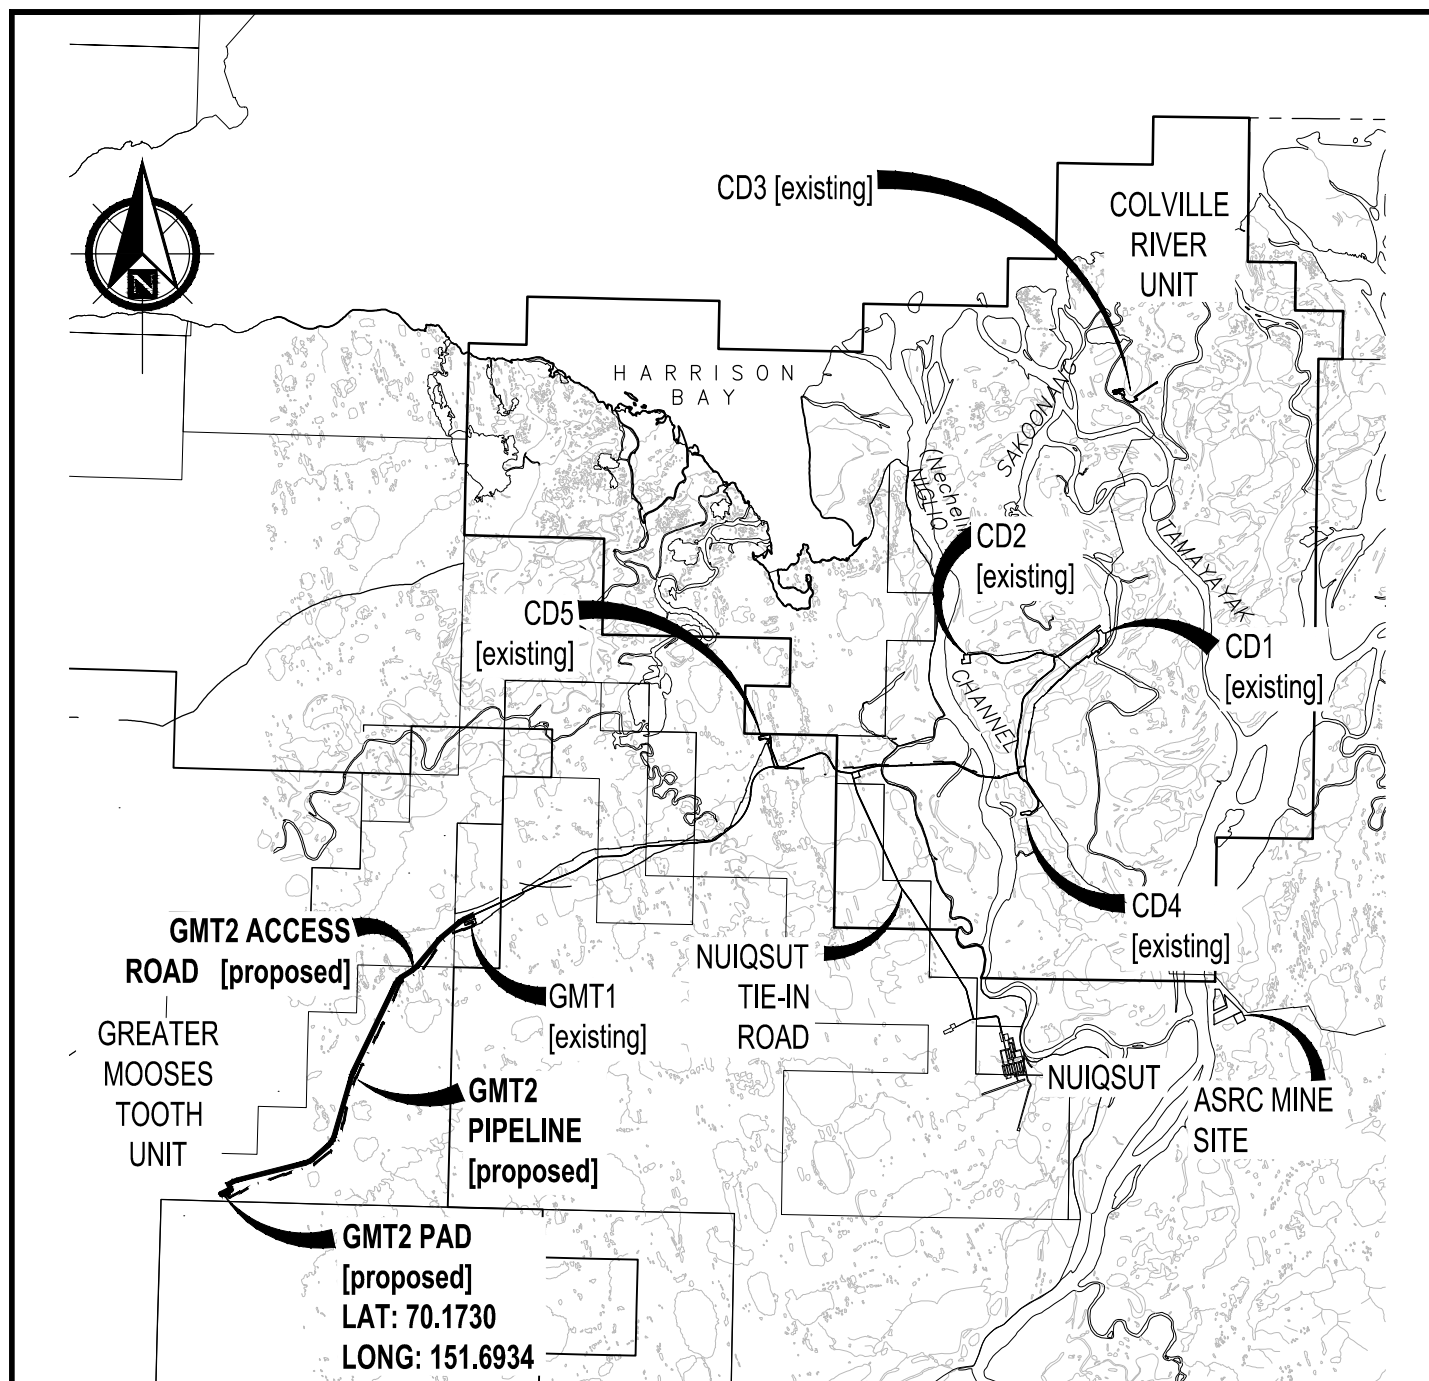 CD3 [existing]
COLVILLE
RIVER
UNIT
N
HARRISON
BAY
SAKOONANG
(Nechelik)
NIGLIQ
CHANNEL
TAMAYAYAK
CD2
[existing]
CD5
[existing]
CD1
[existing]
CD4
[existing]
GMT2 ACCESS
ROAD [proposed]
NUIQSUT
TIE-IN
ROAD
GMT1
[existing]
GREATER
MOOSES
TOOTH
UNIT
GMT2
PIPELINE
[proposed]
NUIQSUT
ASRC MINE
SITE
GMT2 PAD
[proposed]
LAT: 70.1730
LONG: 151.6934